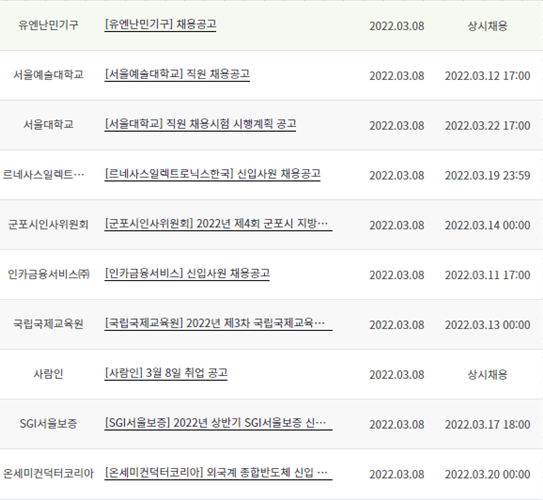 유엔난민기구 [유엔난민기구] 채용공고 2022.03.08 상시채용
서울예술대학교 [서울예술대학교] 직원 채용공고 2022.03.08 2022.03.12 17:00
서울대학교 [서울대학교] 직원 채용시험 시행계획 공고 2022.03.08 2022.03.22 17:00
르네사스일렉트… [르네사스일렉트로닉스한국] 신입사원 채용공고 2022.03.08 2022.03.19 23:59
군포시인사위원회 [군포시인사위원회] 2022년 제4회 군포시 지방… 2022.03.08 2022.03.14 00:00
인카금융서비스㈜ [인카금융서비스] 신입사원 채용공고 2022.03.08 2022.03.11 17:00
국립국제교육원 [국립국제교육원] 2022년 제3차 국립국제교육… 2022.03.08 2022.03.13 00:00
사람인 [사람인] 3월 8일 취업 공고 2022.03.08 상시채용
SGI서울보증 [SGI서울보증] 2022년 상반기 SGI서울보증 신… 2022.03.08 2022.03.17 18:00
온세미컨덕터코리아 [온세미컨덕터코리아] 외국계 종합반도체 신입 … 2022.03.08 2022.03.20 00:00